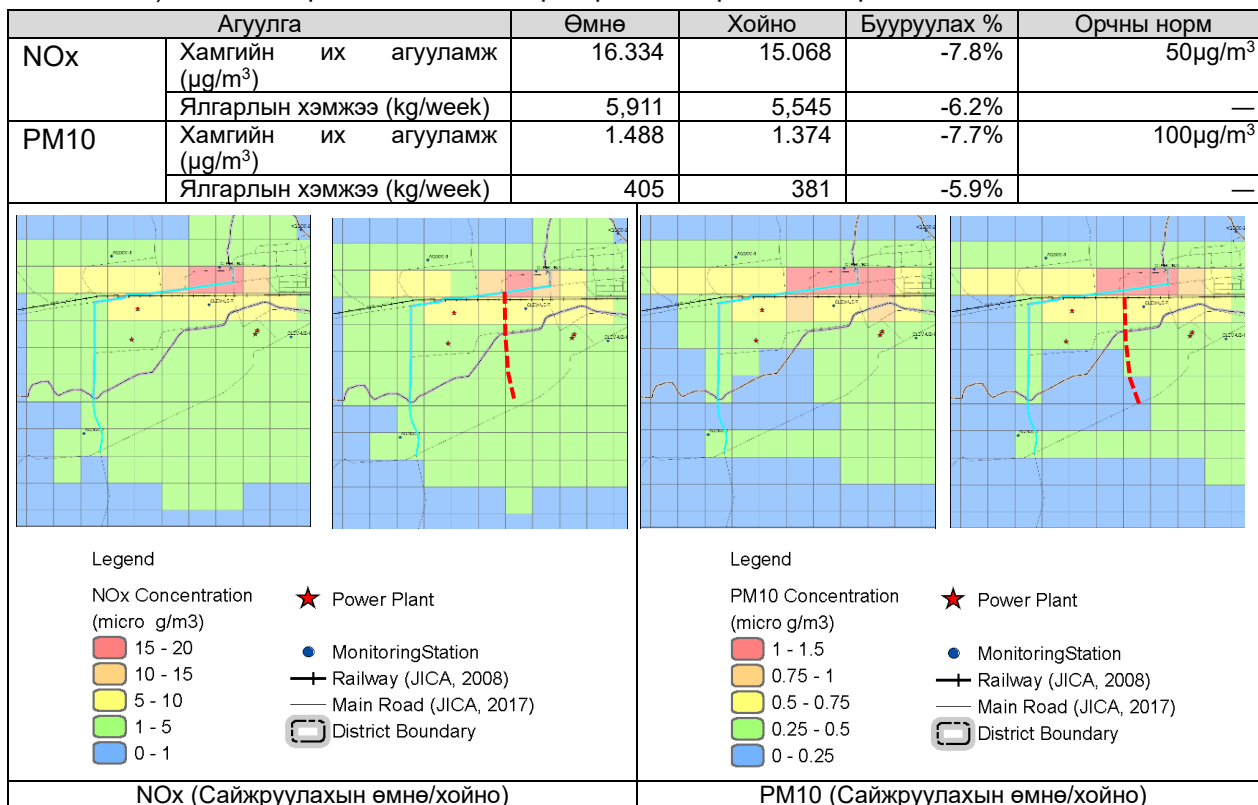 Агуулга Өмнө Хойно Бууруулах % Орчны норм
NOx Хамгийн их агууламж (µg/m³) 16.334 15.068 -7.8% 50µg/m³
Ялгарлын хэмжээ (kg/week) 5,911 5,545 -6.2% —
PM10 Хамгийн их агууламж (µg/m³) 1.488 1.374 -7.7% 100µg/m³
Ялгарлын хэмжээ (kg/week) 405 381 -5.9% —
Legend
NOx Concentration
(micro g/m3)
15 - 20
10 - 15
5 - 10
1 - 5
0 - 1
Power Plant
MonitoringStation
Railway (JICA, 2008)
Main Road (JICA, 2017)
District Boundary
Legend
PM10 Concentration
(micro g/m3)
1 - 1.5
0.75 - 1
0.5 - 0.75
0.25 - 0.5
0 - 0.25
Power Plant
MonitoringStation
Railway (JICA, 2008)
Main Road (JICA, 2017)
District Boundary
NOx (Сайжруулахын өмнө/хойно)
PM10 (Сайжруулахын өмнө/хойно)